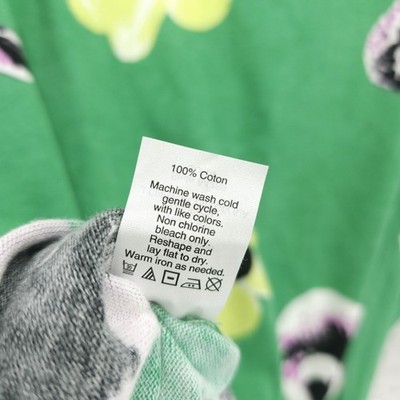 100% Coton
Machine wash cold
gentle cycle,
with like colors.
Non chlorine
bleach only.
Reshape and
lay flat to dry.
Warm iron as needed.